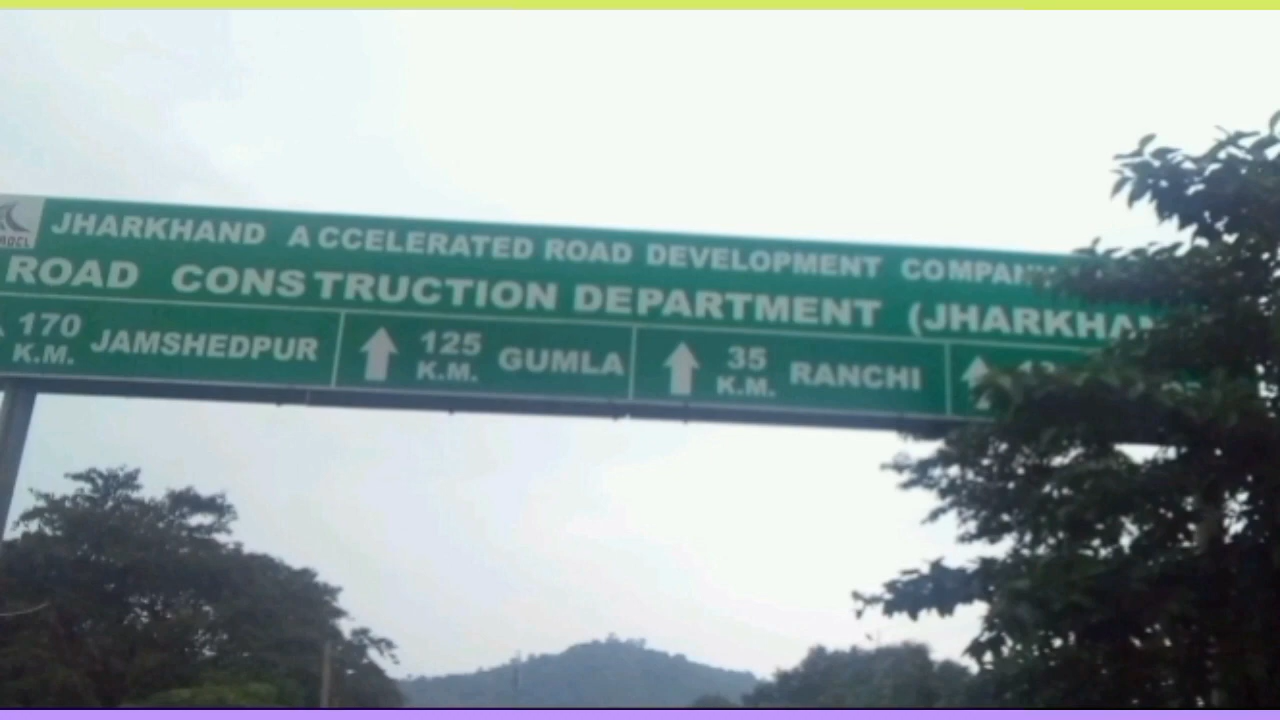 JHARKHAND ACCELERATED ROAD DEVELOPMENT COMPANY
ROAD CONSTRUCTION DEPARTMENT (JHARKHAND
170 K.M. JAMSHEDPUR
125 K.M. GUMLA
35 K.M. RANCHI